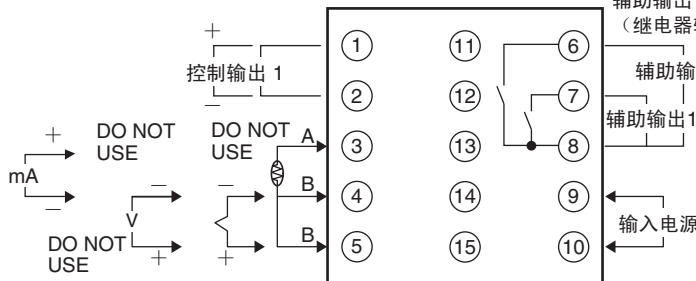 辅助输出
（继电器
+
控制输出 1
−
① ⑪ ⑥
② ⑫ ⑦
③ ⑬ ⑧
④ ⑭ ⑨
⑤ ⑮ ⑩
辅助输
辅助输出1
输入电源
+
mA
−
DO NOT
USE
−
V
+
DO NOT
USE
DO NOT
USE
−
+
A
B
B